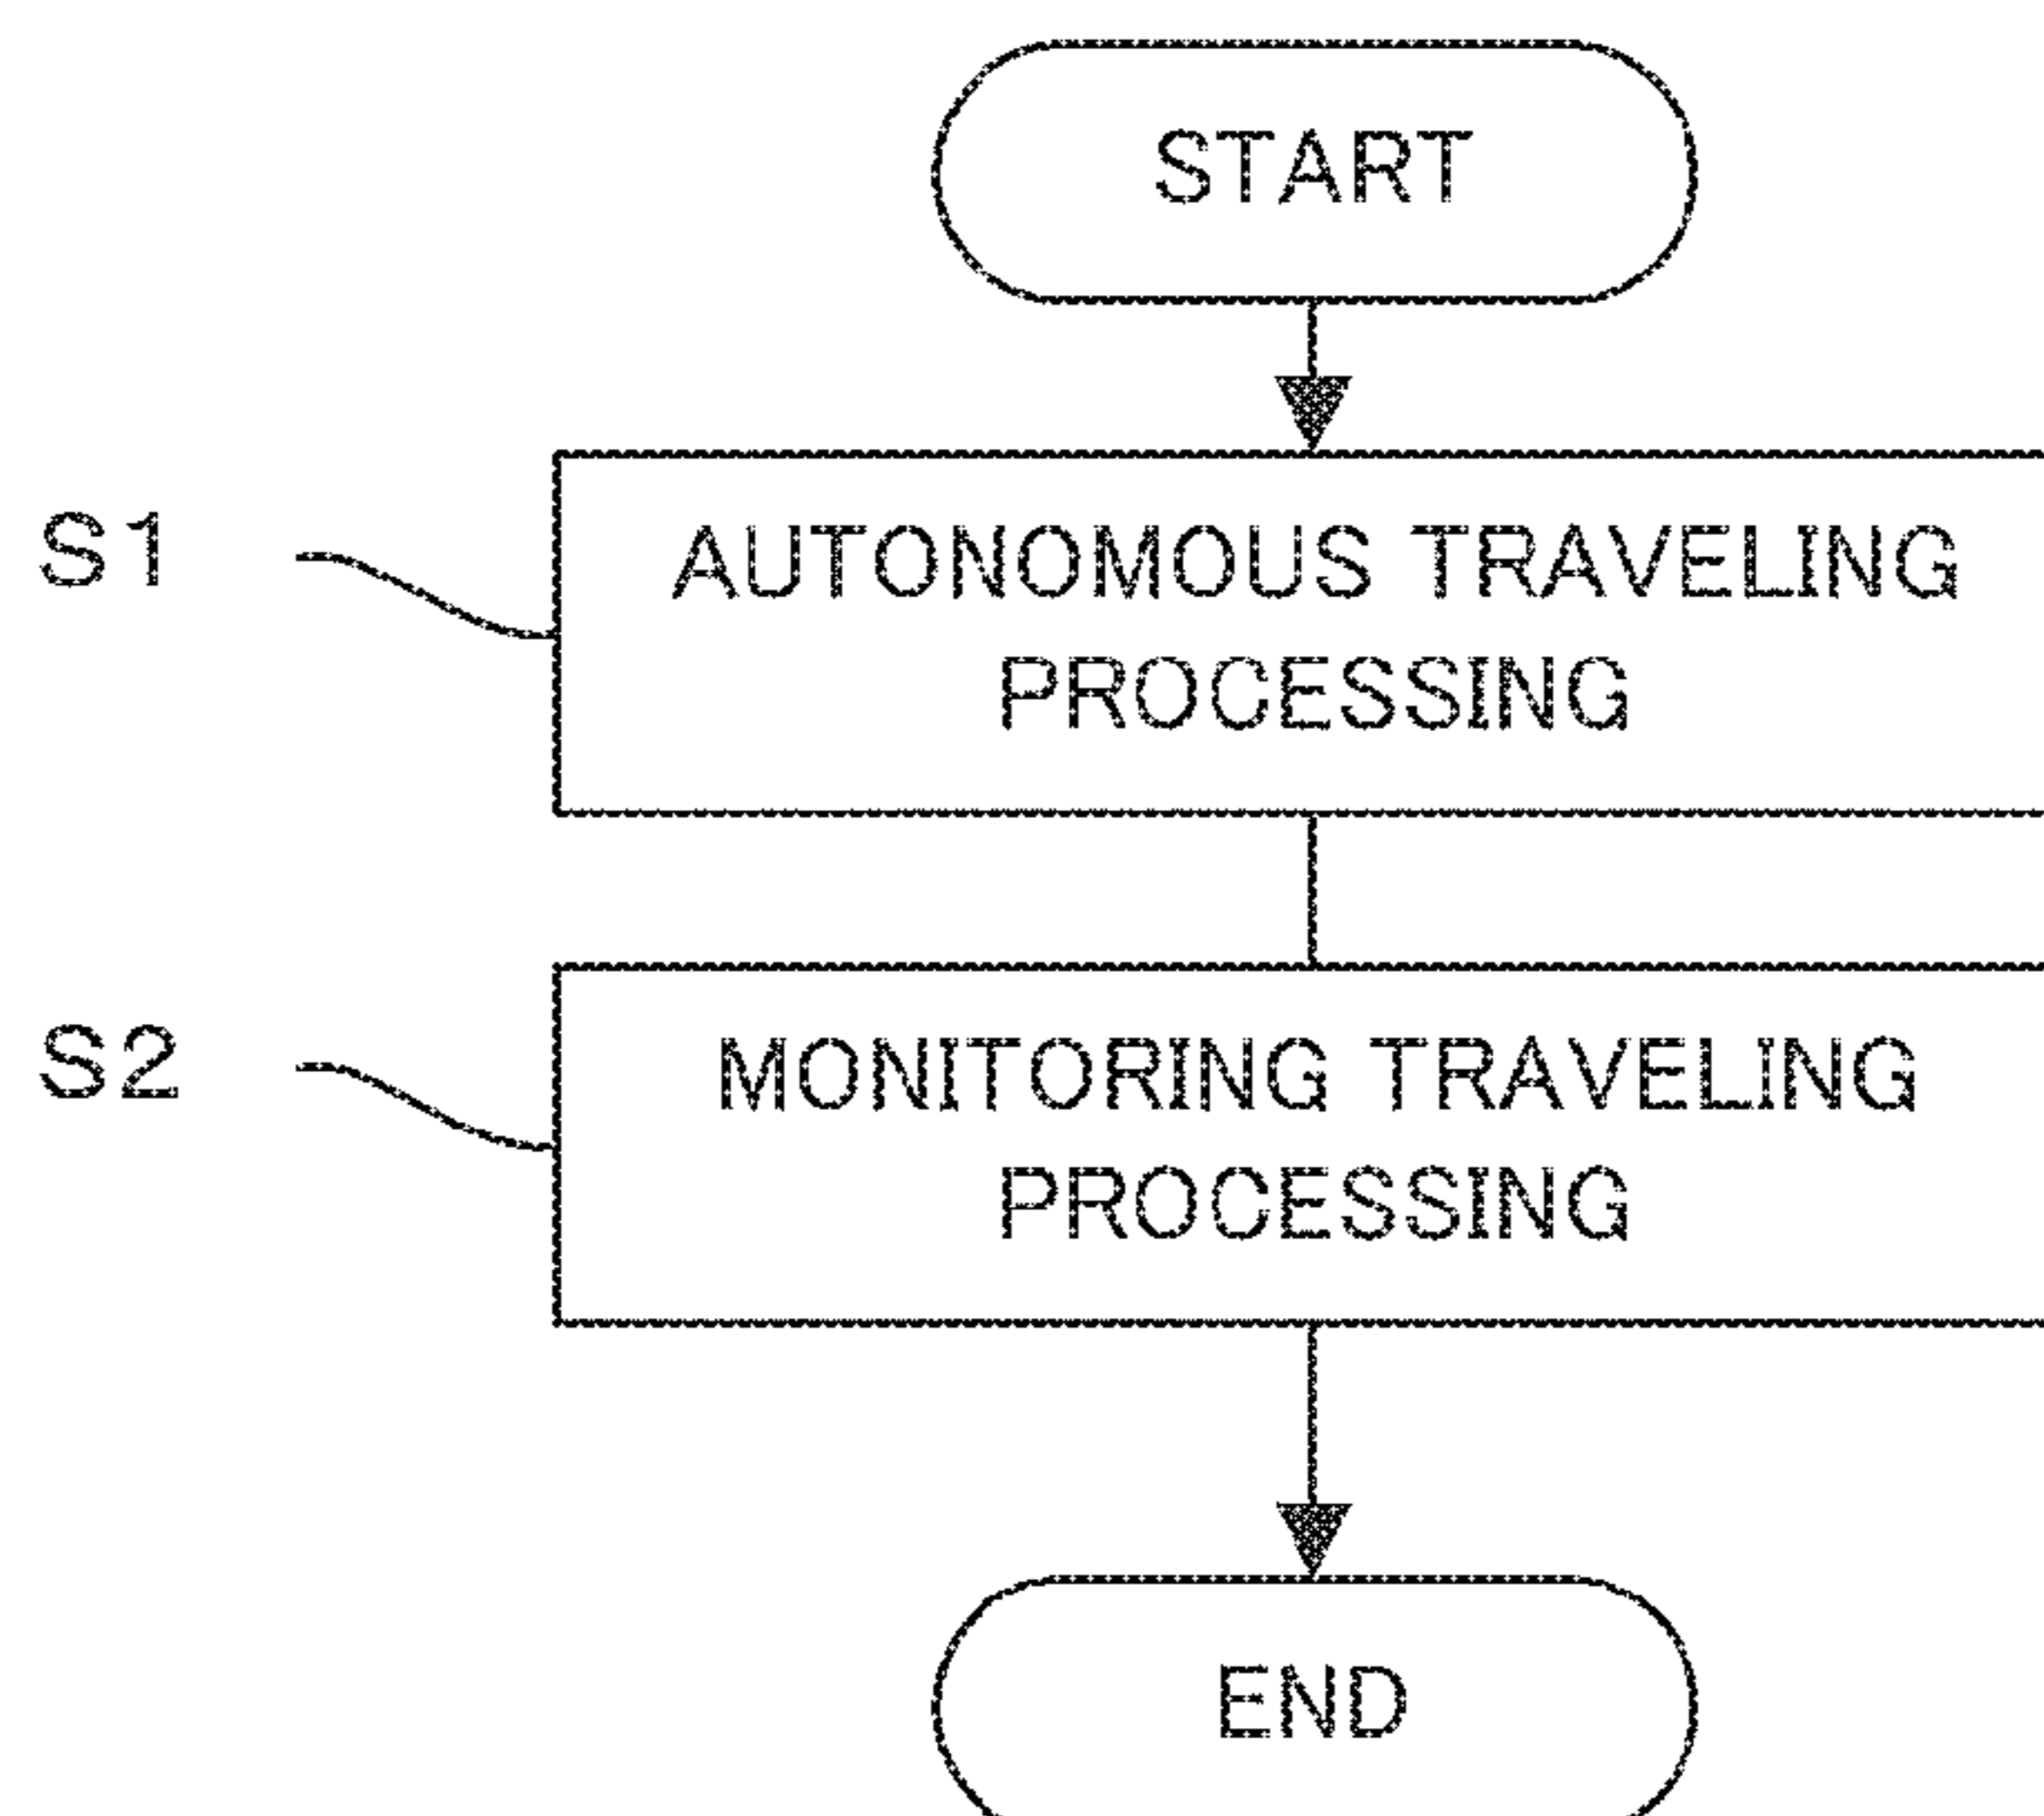 START
S1
AUTONOMOUS TRAVELING
PROCESSING
S2
MONITORING TRAVELING
PROCESSING
END